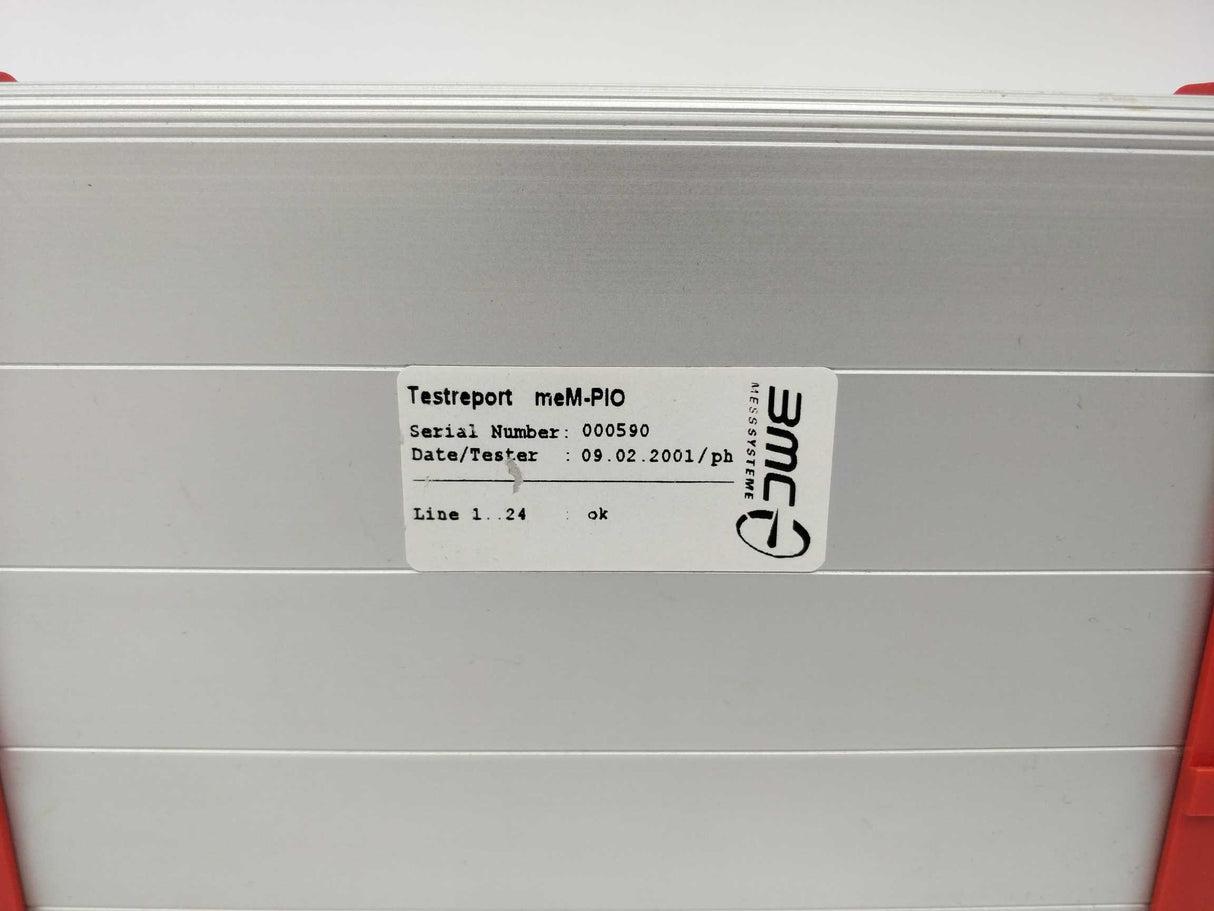 Testreport meM-PIO
Serial Number: 000590
Date/Tester : 09.02.2001/ph
Line 1..24 : ok
BMC
MESSSYSTEME